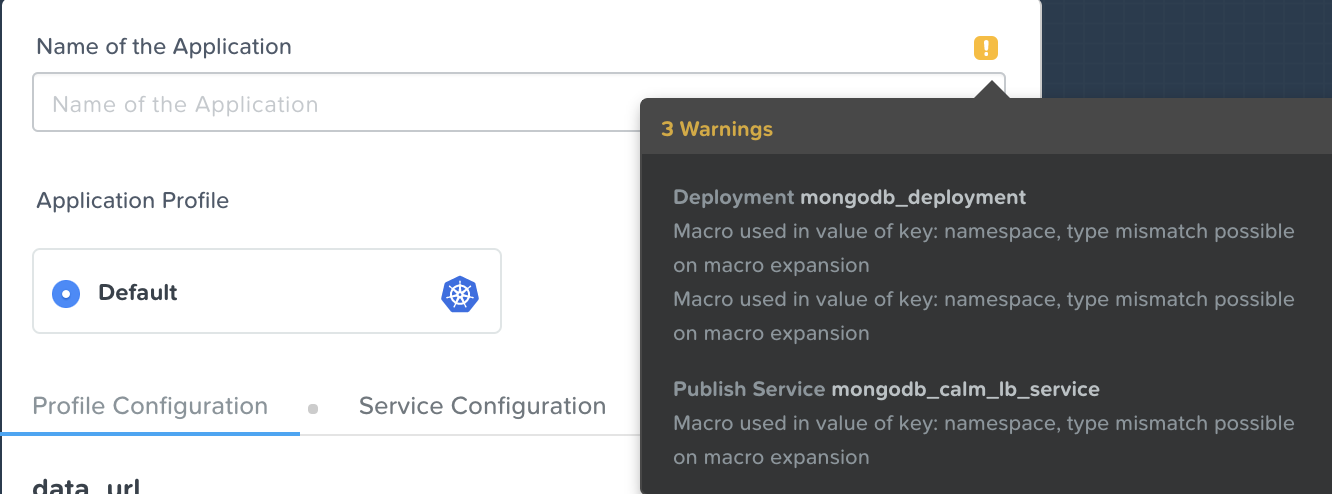 Name of the Application
Name of the Application
3 Warnings
Application Profile
Deployment mongodb_deployment
Macro used in value of key: namespace, type mismatch possible
on macro expansion
Macro used in value of key: namespace, type mismatch possible
on macro expansion
Default
Publish Service mongodb_calm_lb_service
Macro used in value of key: namespace, type mismatch possible
on macro expansion
Profile Configuration
Service Configuration
data_url